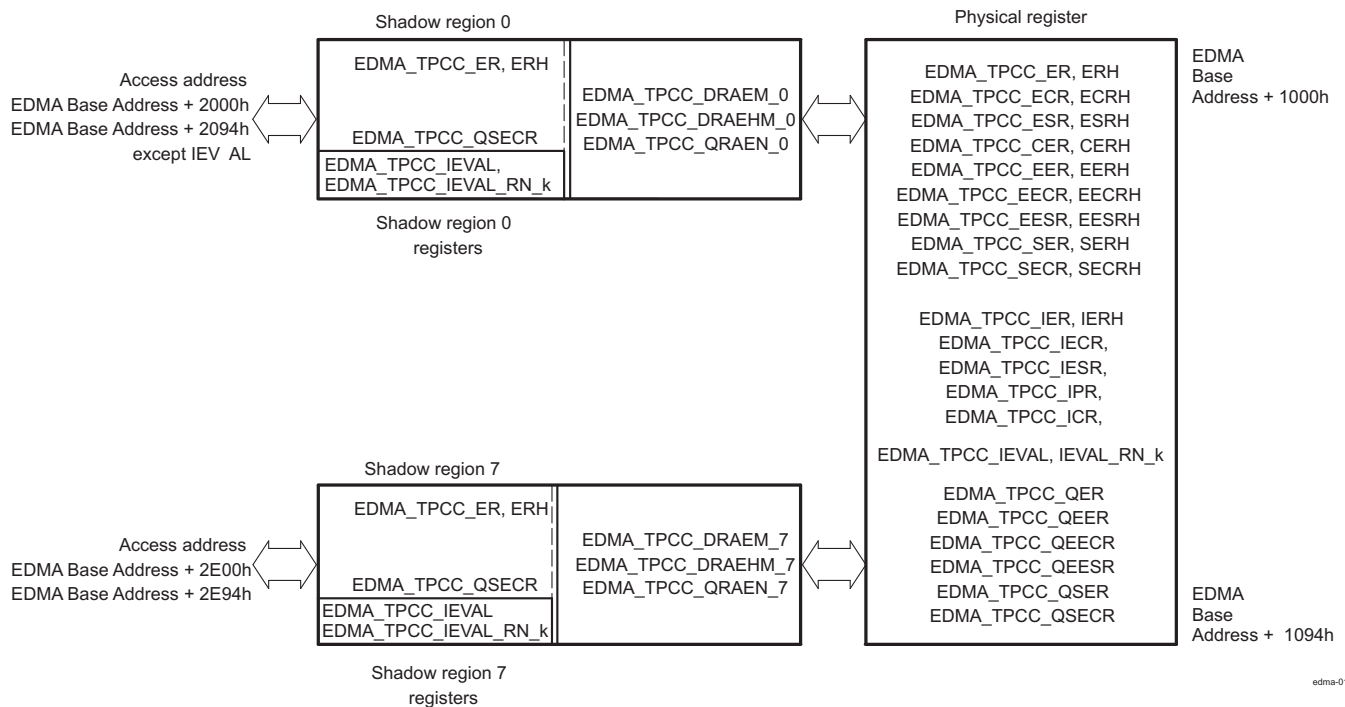 Shadow region 0
Access address
EDMA Base Address + 2000h
EDMA Base Address + 2094h
except IEV AL
EDMA_TPCC_ER, ERH
EDMA_TPCC_QSECR
EDMA_TPCC_IEVAL,
EDMA_TPCC_IEVAL_RN_k
EDMA_TPCC_DRAEM_0
EDMA_TPCC_DRAEHM_0
EDMA_TPCC_QRAEN_0
Shadow region 0
registers
Shadow region 7
Access address
EDMA Base Address + 2E00h
EDMA Base Address + 2E94h
EDMA_TPCC_ER, ERH
EDMA_TPCC_QSECR
EDMA_TPCC_IEVAL
EDMA_TPCC_IEVAL_RN_k
EDMA_TPCC_DRAEM_7
EDMA_TPCC_DRAEHM_7
EDMA_TPCC_QRAEN_7
Shadow region 7
registers
Physical register
EDMA_TPCC_ER, ERH
EDMA_TPCC_ECR, ECRH
EDMA_TPCC_ESR, ESRH
EDMA_TPCC_CER, CERH
EDMA_TPCC_EER, EERH
EDMA_TPCC_EECR, EECRH
EDMA_TPCC_EESR, EESRH
EDMA_TPCC_SER, SERH
EDMA_TPCC_SECR, SECRH
EDMA_TPCC_IER, IERH
EDMA_TPCC_IECR,
EDMA_TPCC_IESR,
EDMA_TPCC_IPR,
EDMA_TPCC_ICR,
EDMA_TPCC_IEVAL, IEVAL_RN_k
EDMA_TPCC_QER
EDMA_TPCC_QEER
EDMA_TPCC_QEECR
EDMA_TPCC_QEESR
EDMA_TPCC_QSER
EDMA_TPCC_QSECR
EDMA
Base
Address + 1000h
EDMA
Base
Address + 1094h